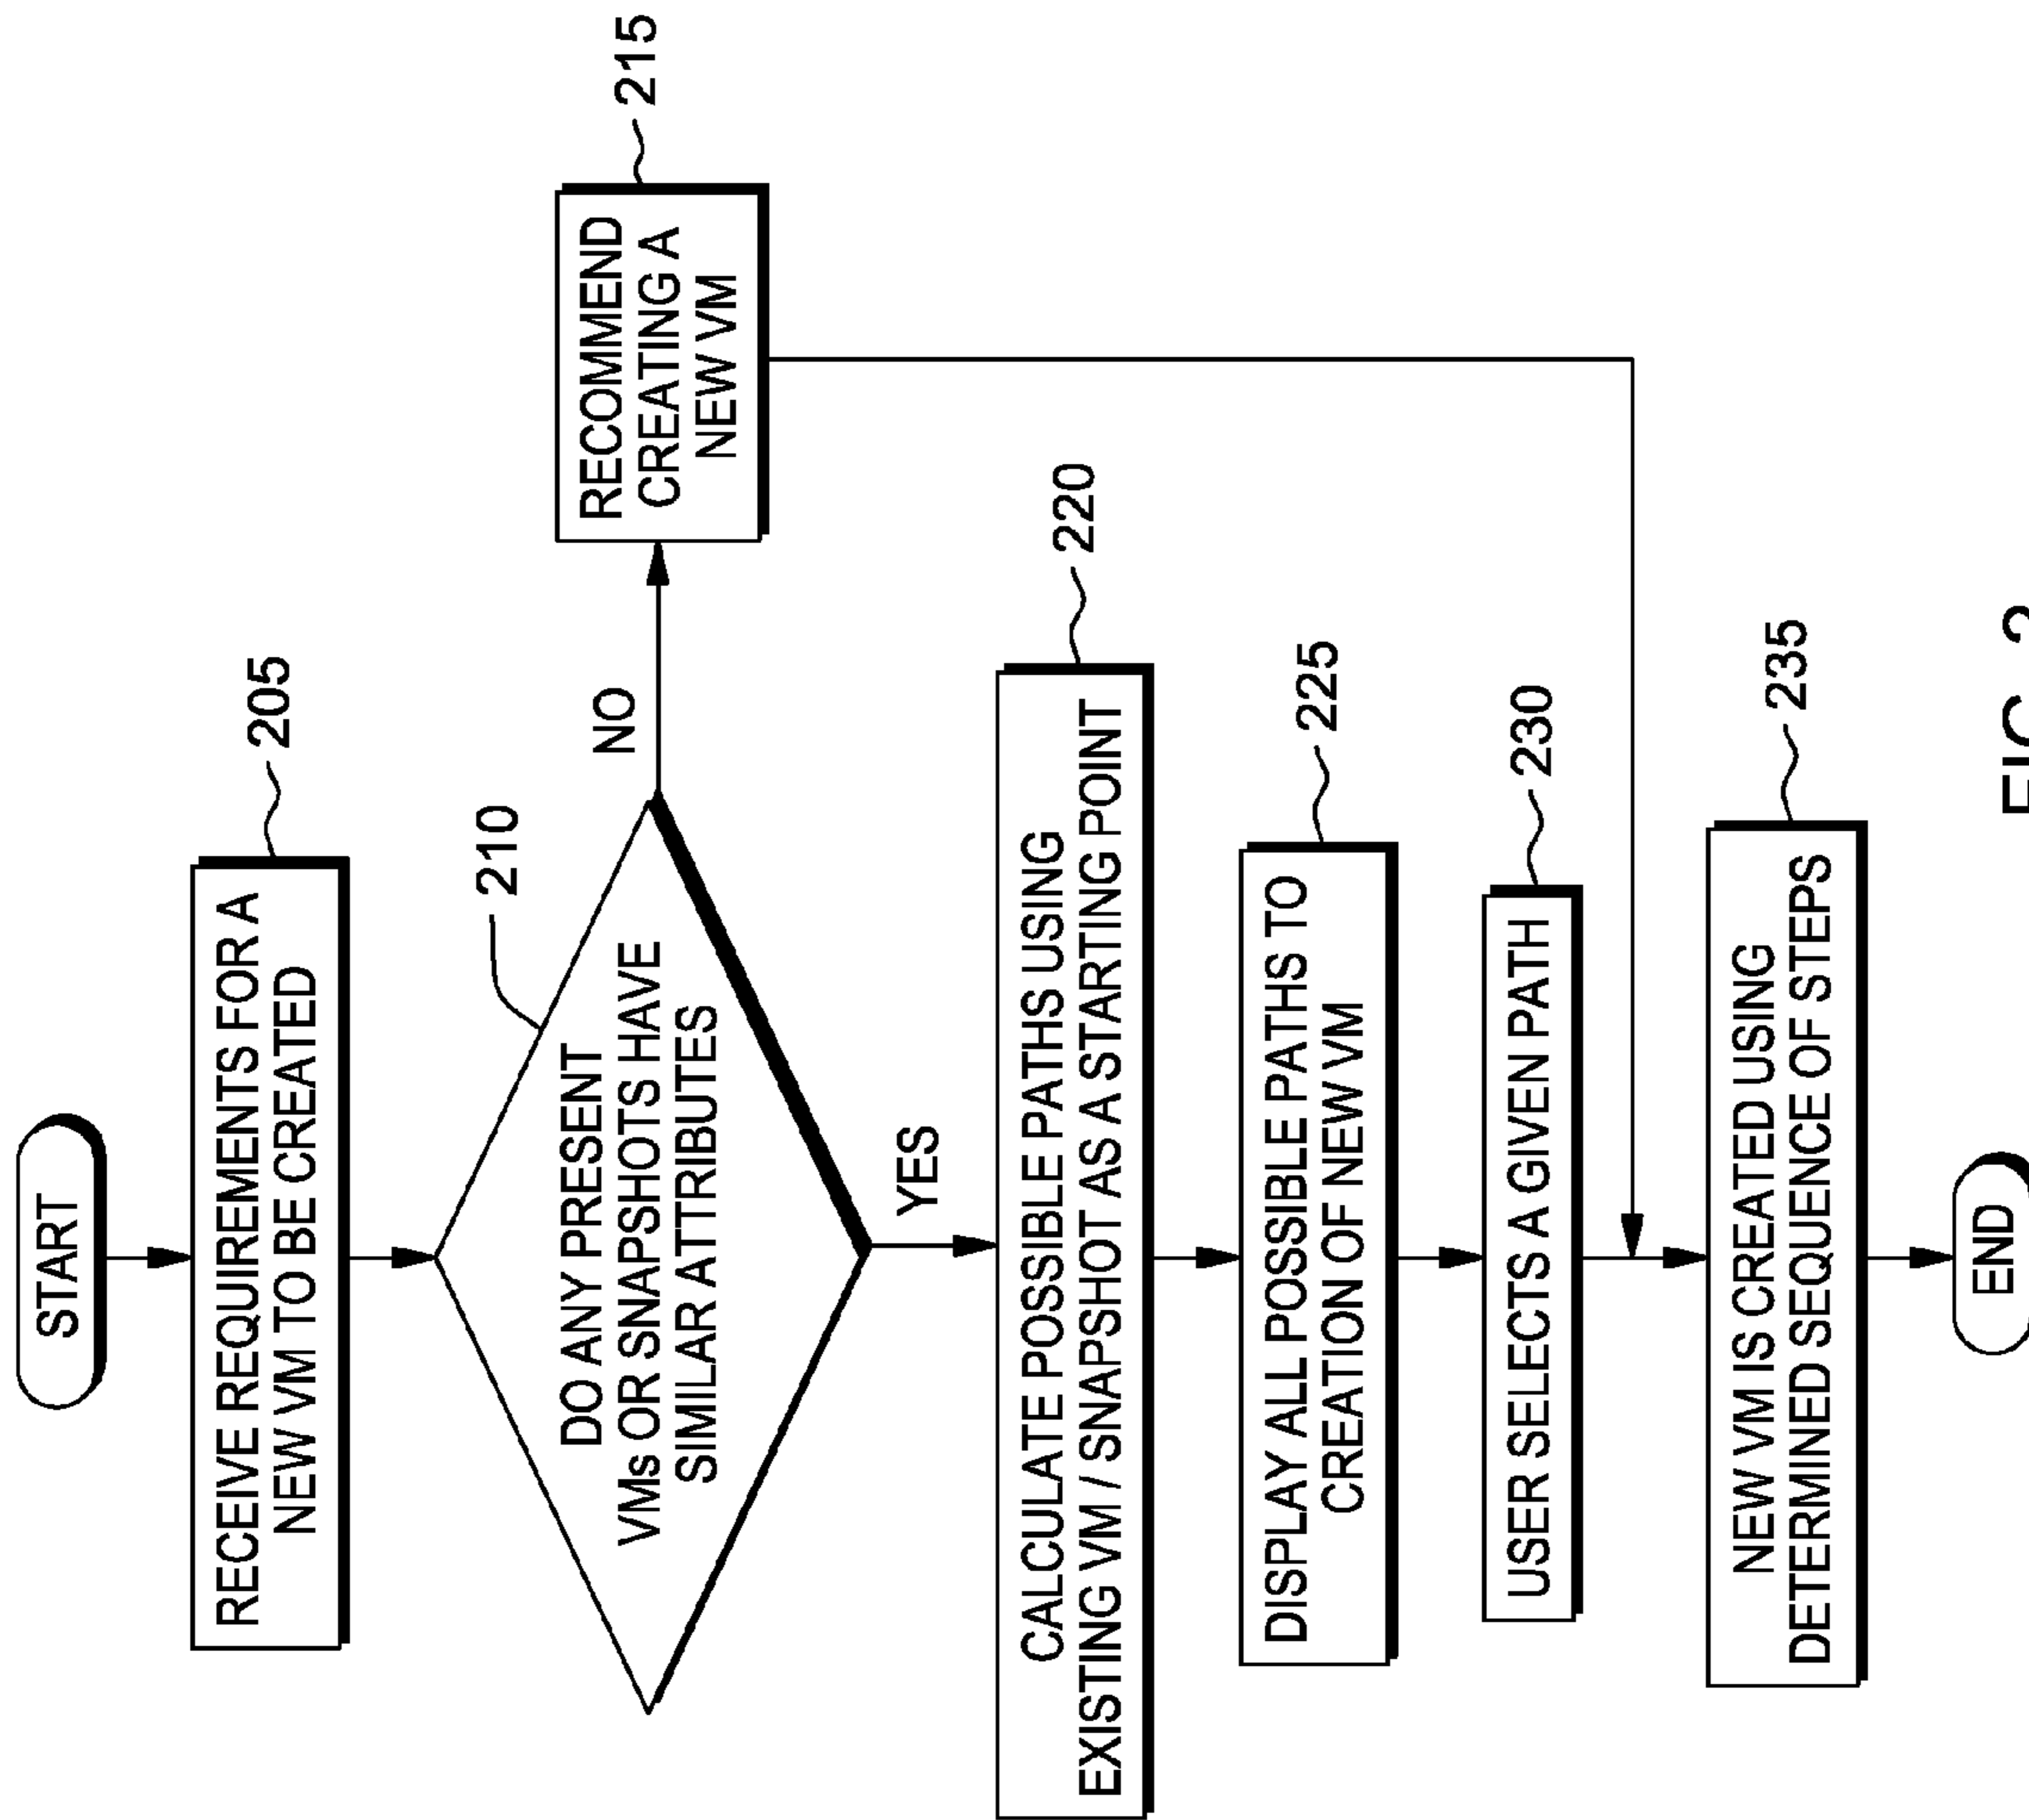 START
RECEIVE REQUIREMENTS FOR A
NEW VM TO BE CREATED
205
210
DO ANY PRESENT
VMs OR SNAPSHOTS HAVE
SIMILAR ATTRIBUTES
NO
RECOMMEND
CREATING A
NEW VM
215
YES
CALCULATE POSSIBLE PATHS USING
EXISTING VM / SNAPSHOT AS A STARTING POINT
220
DISPLAY ALL POSSIBLE PATHS TO
CREATION OF NEW VM
225
USER SELECTS A GIVEN PATH
230
NEW VM IS CREATED USING
DETERMINED SEQUENCE OF STEPS
235
END
FIG.